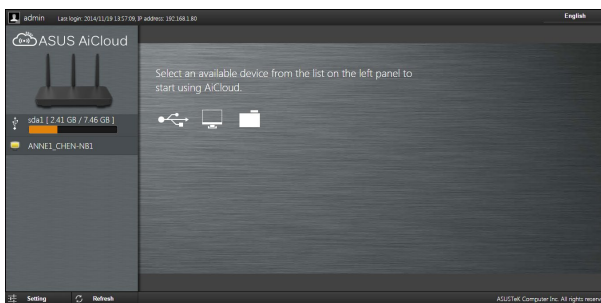 admin Last login: 2014/11/19 13:57:09, IP address: 192.168.1.80
English
ASUS AiCloud
Select an available device from the list on the left panel to
start using AiCloud.
sda1 [ 2.41 GB / 7.46 GB ]
ANNE1_CHEN-NB1
Setting Refresh
ASUSTeK Computer Inc. All rights reserv